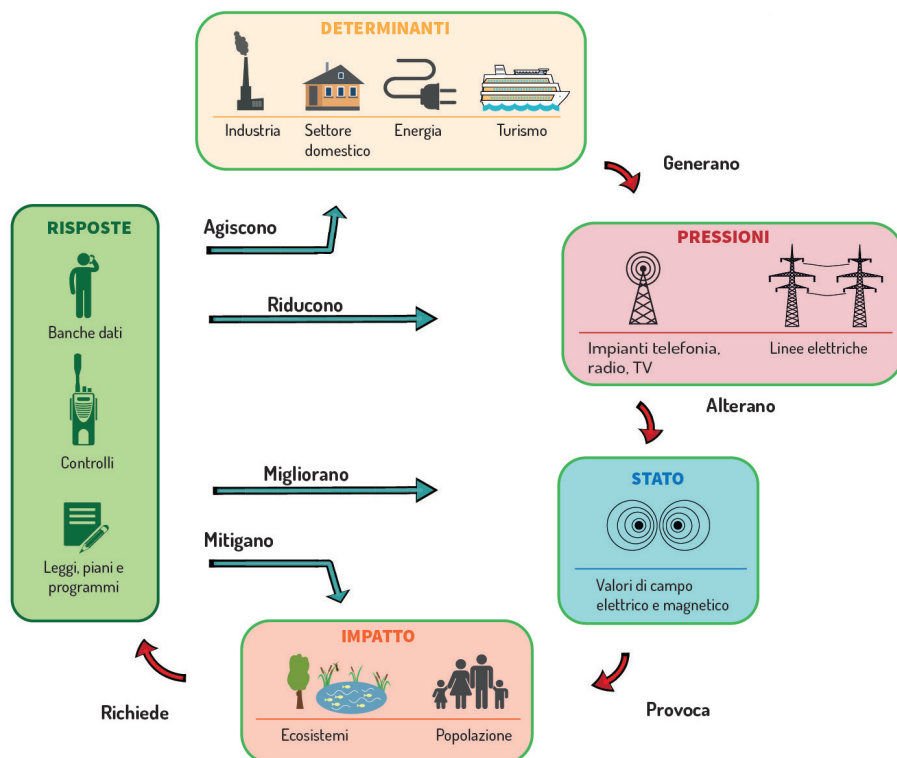 DETERMINANTI
Industria
Settore
domestico
Energia
Turismo
Generano
RISPOSTE
Banche dati
Controlli
Leggi, piani e
programmi
Agiscono
Riducono
Migliorano
Mitigano
PRESSIONI
Impianti telefonia,
radio, TV
Linee elettriche
Alterano
STATO
Valori di campo
elettrico e magnetico
Provoca
IMPATTO
Ecosistemi
Popolazione
Richiede